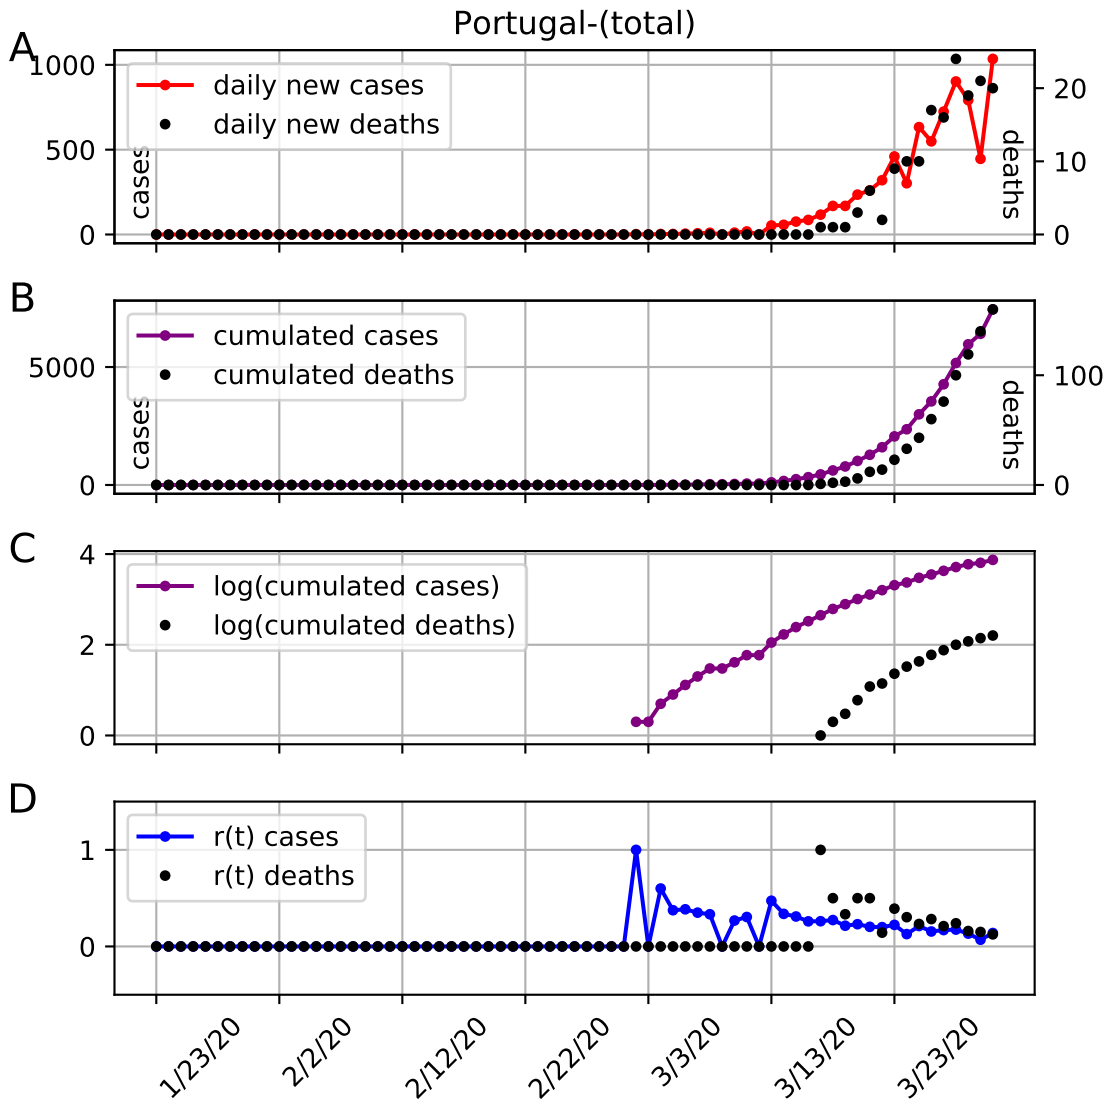 Portugal-(total)
A
1000
500
0
cases
daily new cases
daily new deaths
20
10
0
deaths
B
5000
0
cases
cumulated cases
cumulated deaths
100
0
deaths
C
4
2
0
log(cumulated cases)
log(cumulated deaths)
D
1
0
r(t) cases
r(t) deaths
1/23/20
2/2/20
2/12/20
2/22/20
3/3/20
3/13/20
3/23/20